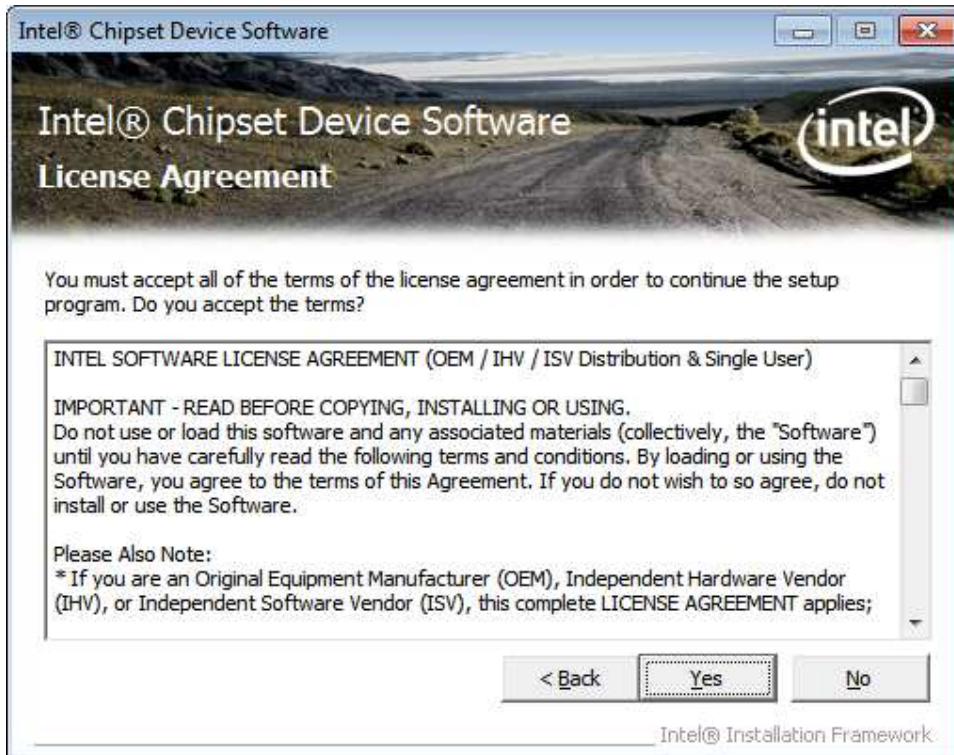 Intel® Chipset Device Software
Intel® Chipset Device Software
intel
License Agreement
You must accept all of the terms of the license agreement in order to continue the setup
program. Do you accept the terms?
INTEL SOFTWARE LICENSE AGREEMENT (OEM / IHV / ISV Distribution & Single User)
IMPORTANT - READ BEFORE COPYING, INSTALLING OR USING.
Do not use or load this software and any associated materials (collectively, the "Software")
until you have carefully read the following terms and conditions. By loading or using the
Software, you agree to the terms of this Agreement. If you do not wish to so agree, do not
install or use the Software.
Please Also Note:
* If you are an Original Equipment Manufacturer (OEM), Independent Hardware Vendor
(IHV), or Independent Software Vendor (ISV), this complete LICENSE AGREEMENT applies;
< Back Yes No
Intel® Installation Framework